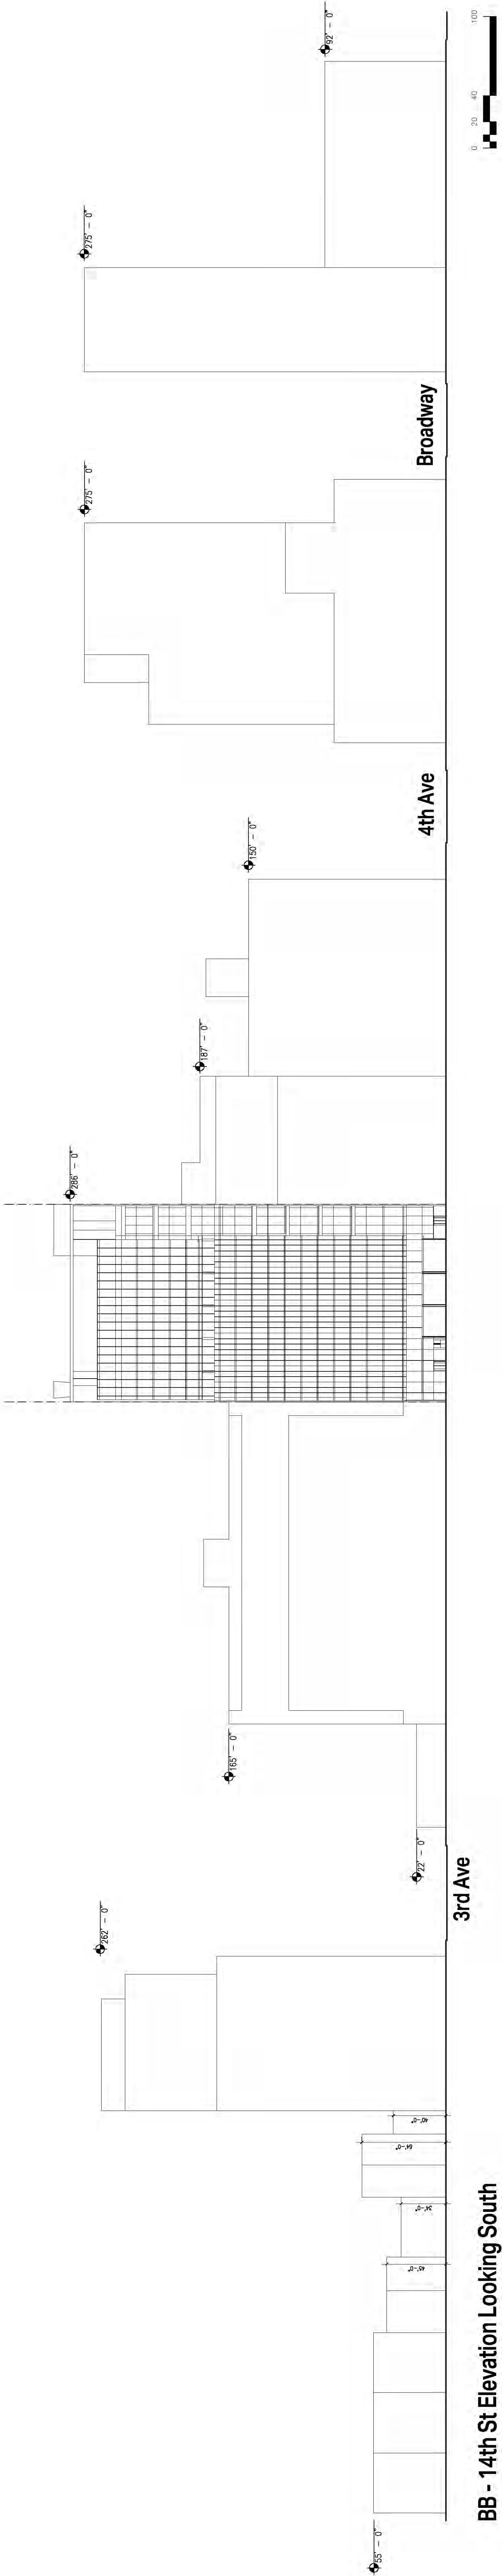 55' - 0"
45'-0"
34'-0"
64'-0"
40'-0"
262' - 0"
22' - 0"
165' - 0"
286' - 0"
187' - 0"
150' - 0"
275' - 0"
275' - 0"
92' - 0"
3rd Ave
4th Ave
Broadway
BB - 14th St Elevation Looking South
0 20 40 100